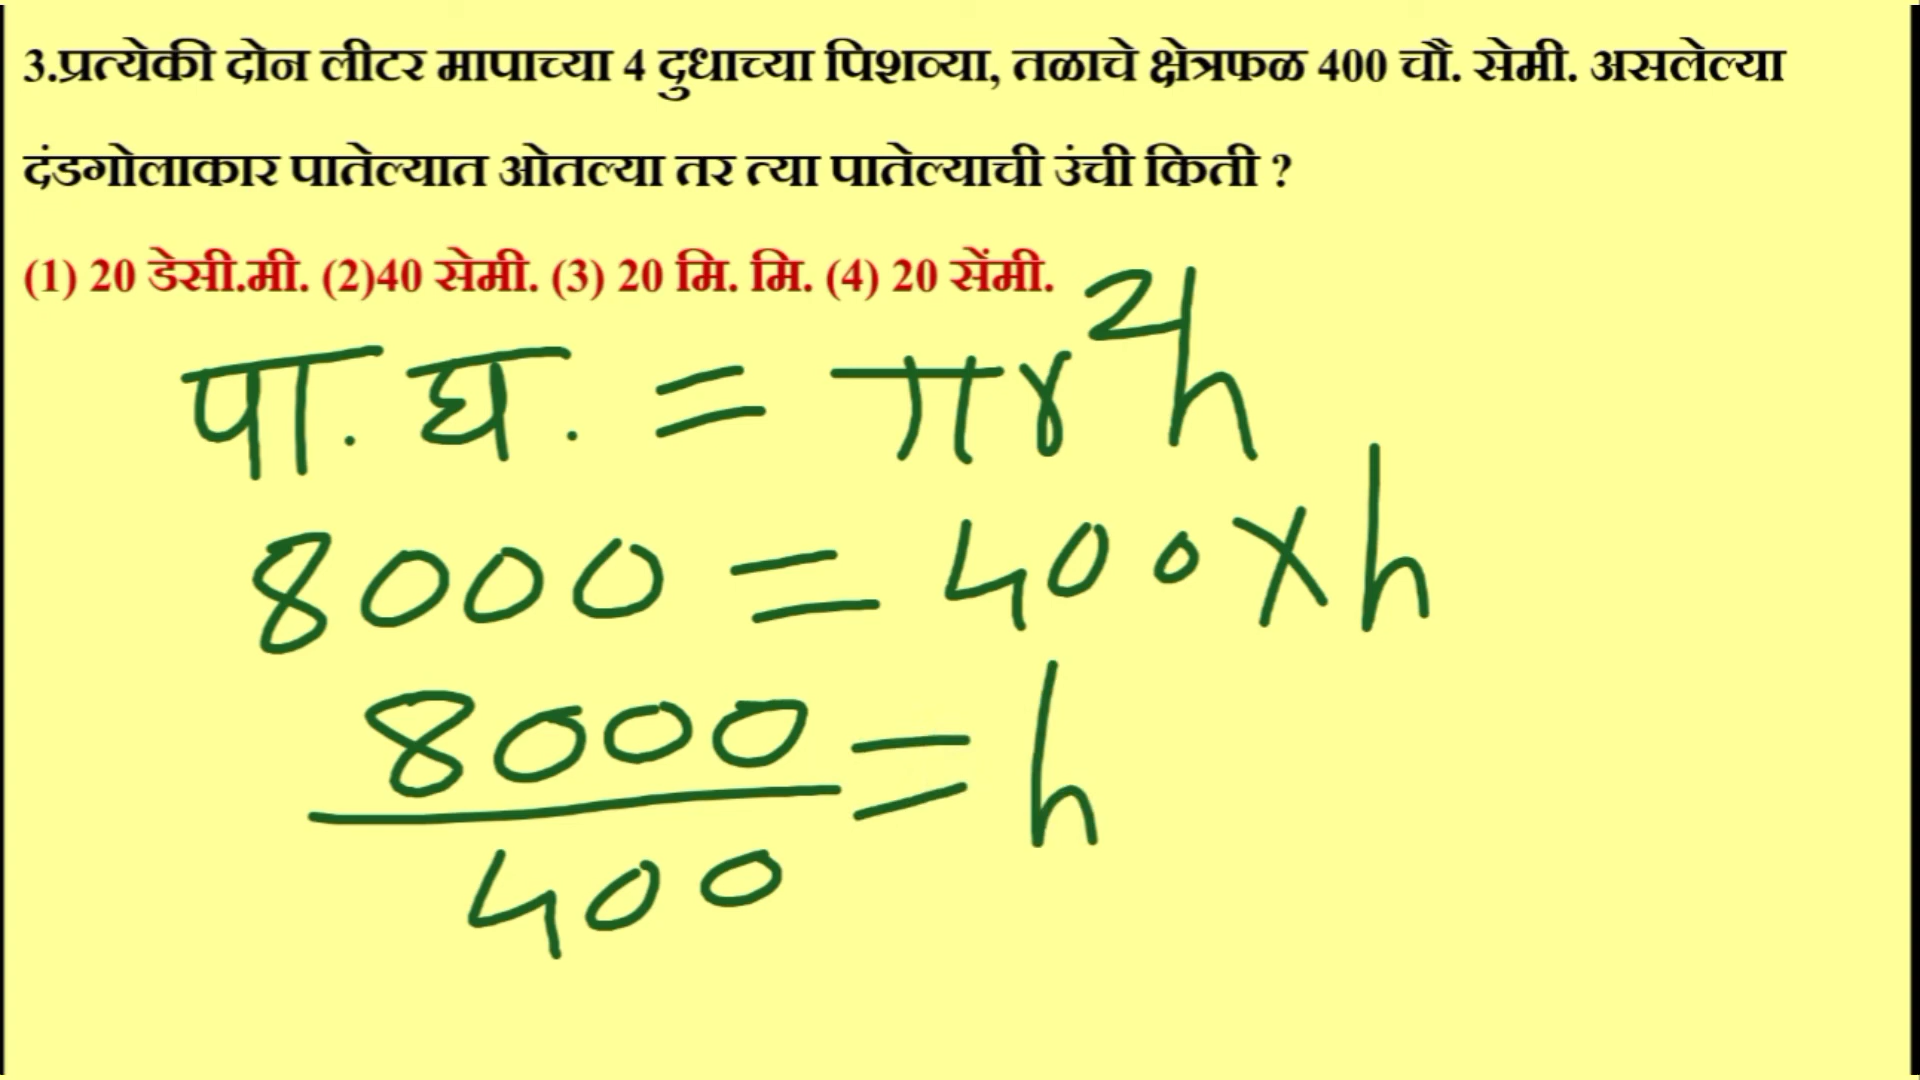 3.प्रत्येकी दोन लीटर मापाच्या 4 दुधाच्या पिशव्या, तळाचे क्षेत्रफळ 400 चौ. सेमी. असलेल्या
दंडगोलाकार पातेल्यात ओतल्या तर त्या पातेल्याची उंची किती ?
(1) 20 डेसी.मी. (2)40 सेमी. (3) 20 मि. मि. (4) 20 सेंमी.
पा. घ. = πr²h
8000 = 400 × h
8000 = h
400